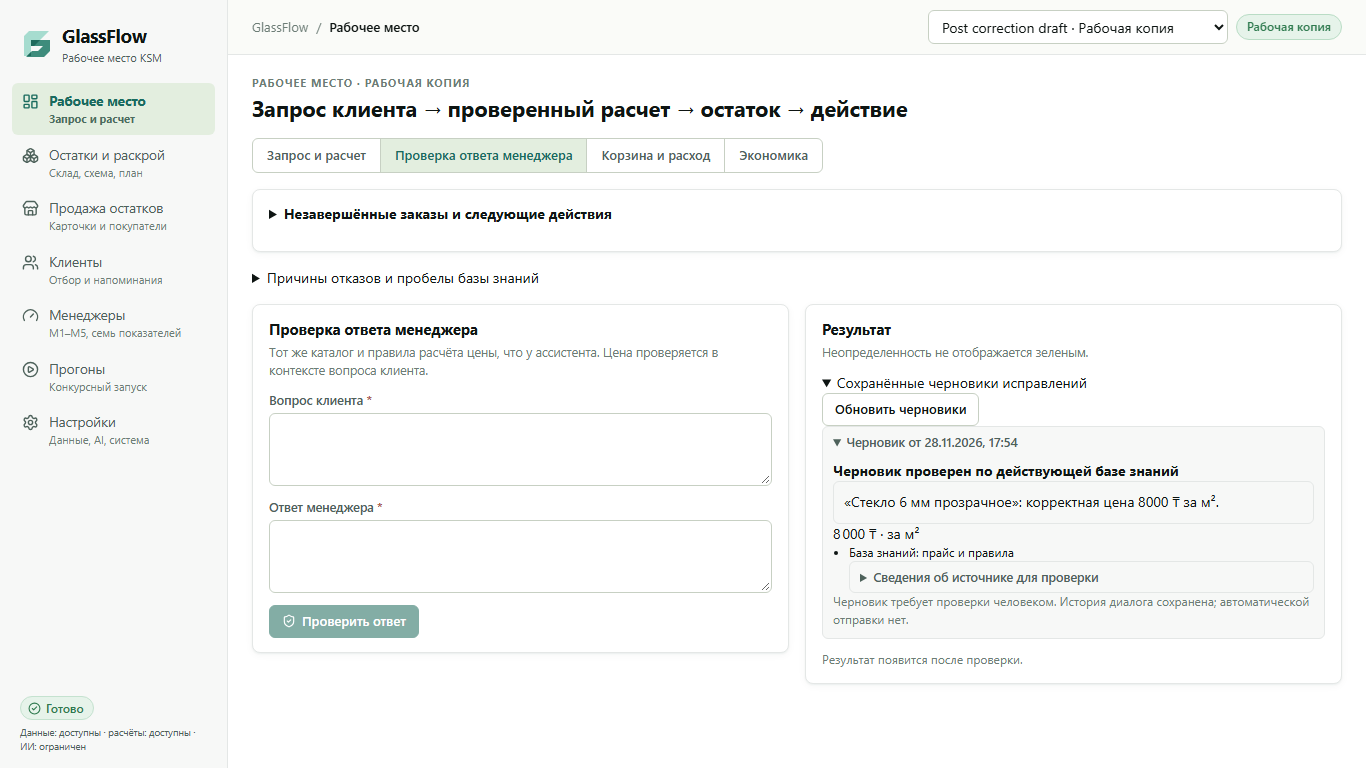 GlassFlow
Рабочее место KSM
Рабочее место
Запрос и расчет
Остатки и раскрой
Склад, схема, план
Продажа остатков
Карточки и покупатели
Клиенты
Отбор и напоминания
Менеджеры
M1–M5, семь показателей
Прогоны
Конкурсный запуск
Настройки
Данные, AI, система
Готово
Данные: доступны · расчёты: доступны ·
ИИ: ограничен
GlassFlow / Рабочее место
Post correction draft · Рабочая копия
Рабочая копия
РАБОЧЕЕ МЕСТО · РАБОЧАЯ КОПИЯ
Запрос клиента → проверенный расчет → остаток → действие
Запрос и расчет
Проверка ответа менеджера
Корзина и расход
Экономика
Незавершённые заказы и следующие действия
Причины отказов и пробелы базы знаний
Проверка ответа менеджера
Тот же каталог и правила расчёта цены, что у ассистента. Цена проверяется в
контексте вопроса клиента.
Вопрос клиента *
Ответ менеджера *
Проверить ответ
Результат
Неопределенность не отображается зеленым.
Сохранённые черновики исправлений
Обновить черновики
Черновик от 28.11.2026, 17:54
Черновик проверен по действующей базе знаний
«Стекло 6 мм прозрачное»: корректная цена 8000 ₸ за м².
8 000 ₸ · за м²
• База знаний: прайс и правила
Сведения об источнике для проверки
Черновик требует проверки человеком. История диалога сохранена; автоматической
отправки нет.
Результат появится после проверки.